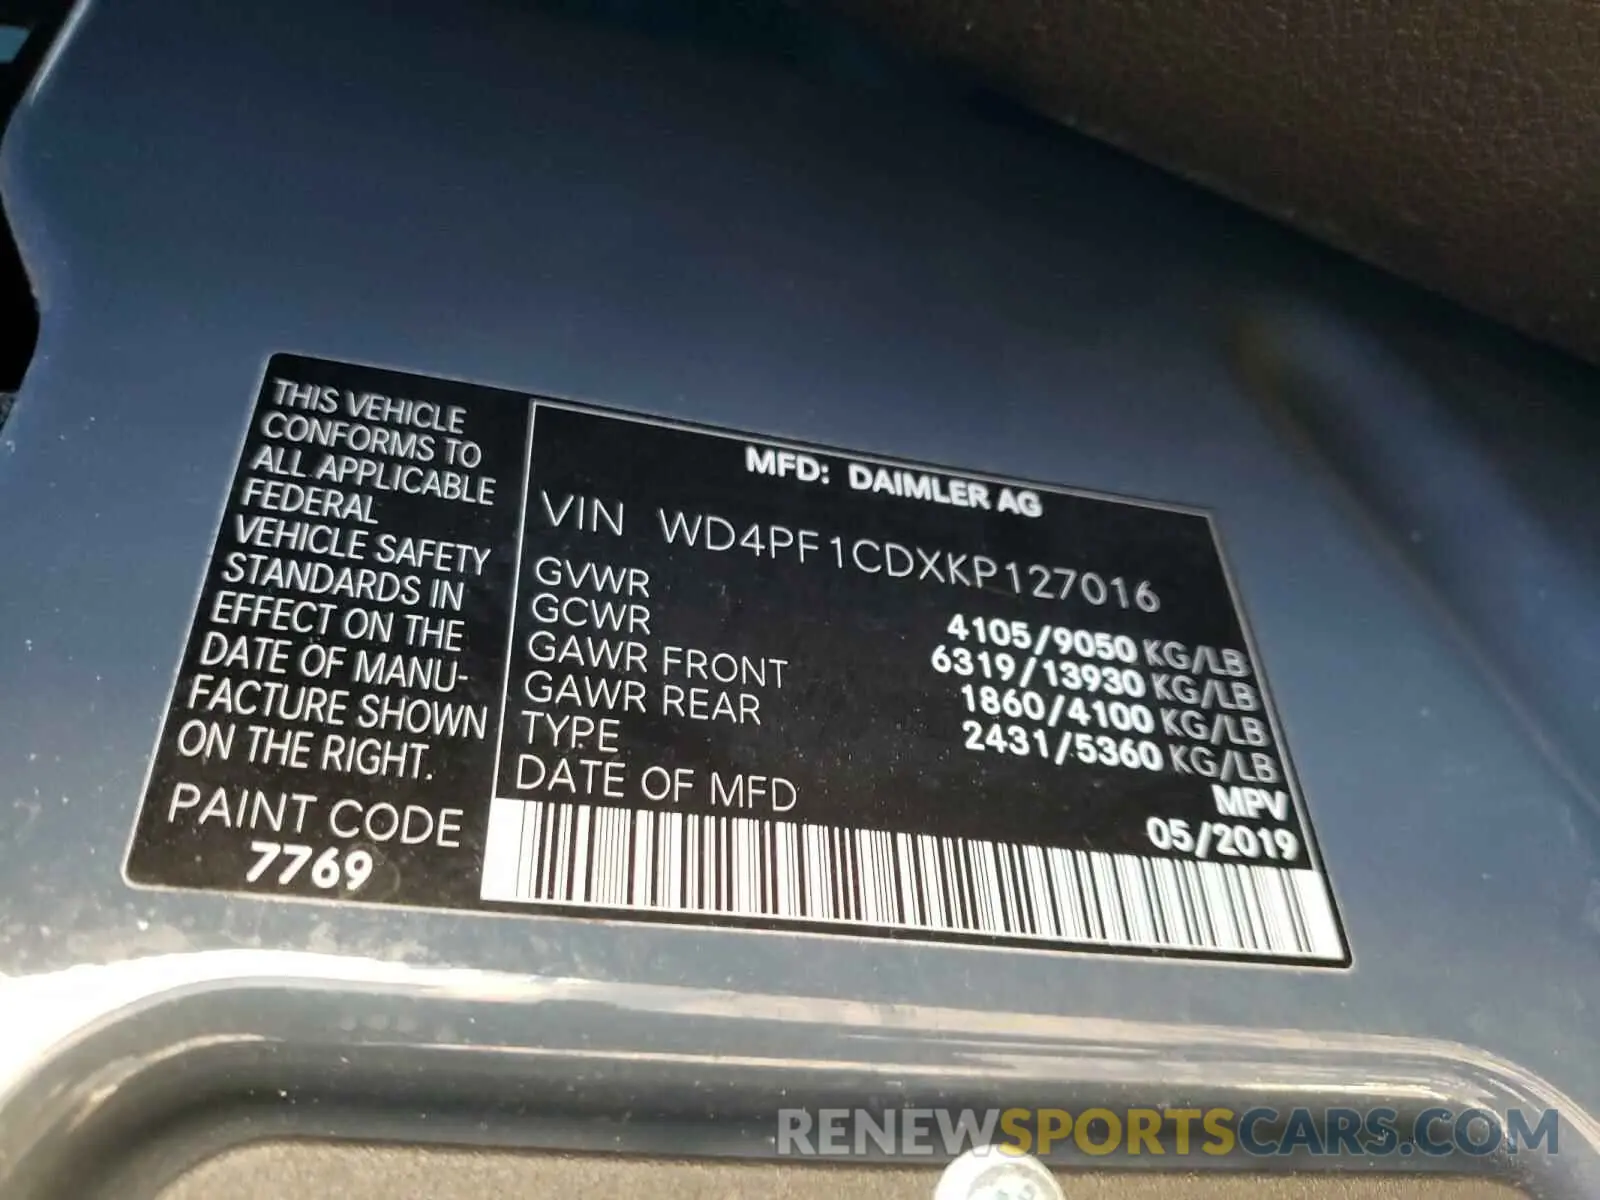 THIS VEHICLE
CONFORMS TO
ALL APPLICABLE
FEDERAL
VEHICLE SAFETY
STANDARDS IN
EFFECT ON THE
DATE OF MANU-
FACTURE SHOWN
ON THE RIGHT.
PAINT CODE
7769
MFD: DAIMLER AG
VIN WD4PF1CDXKP127016
GVWR 4105/9050 KG/LB
GCWR 6319/13930 KG/LB
GAWR FRONT 1860/4100 KG/LB
GAWR REAR 2431/5360 KG/LB
TYPE MPV
DATE OF MFD 05/2019
RENEWSPORTSCARS.COM